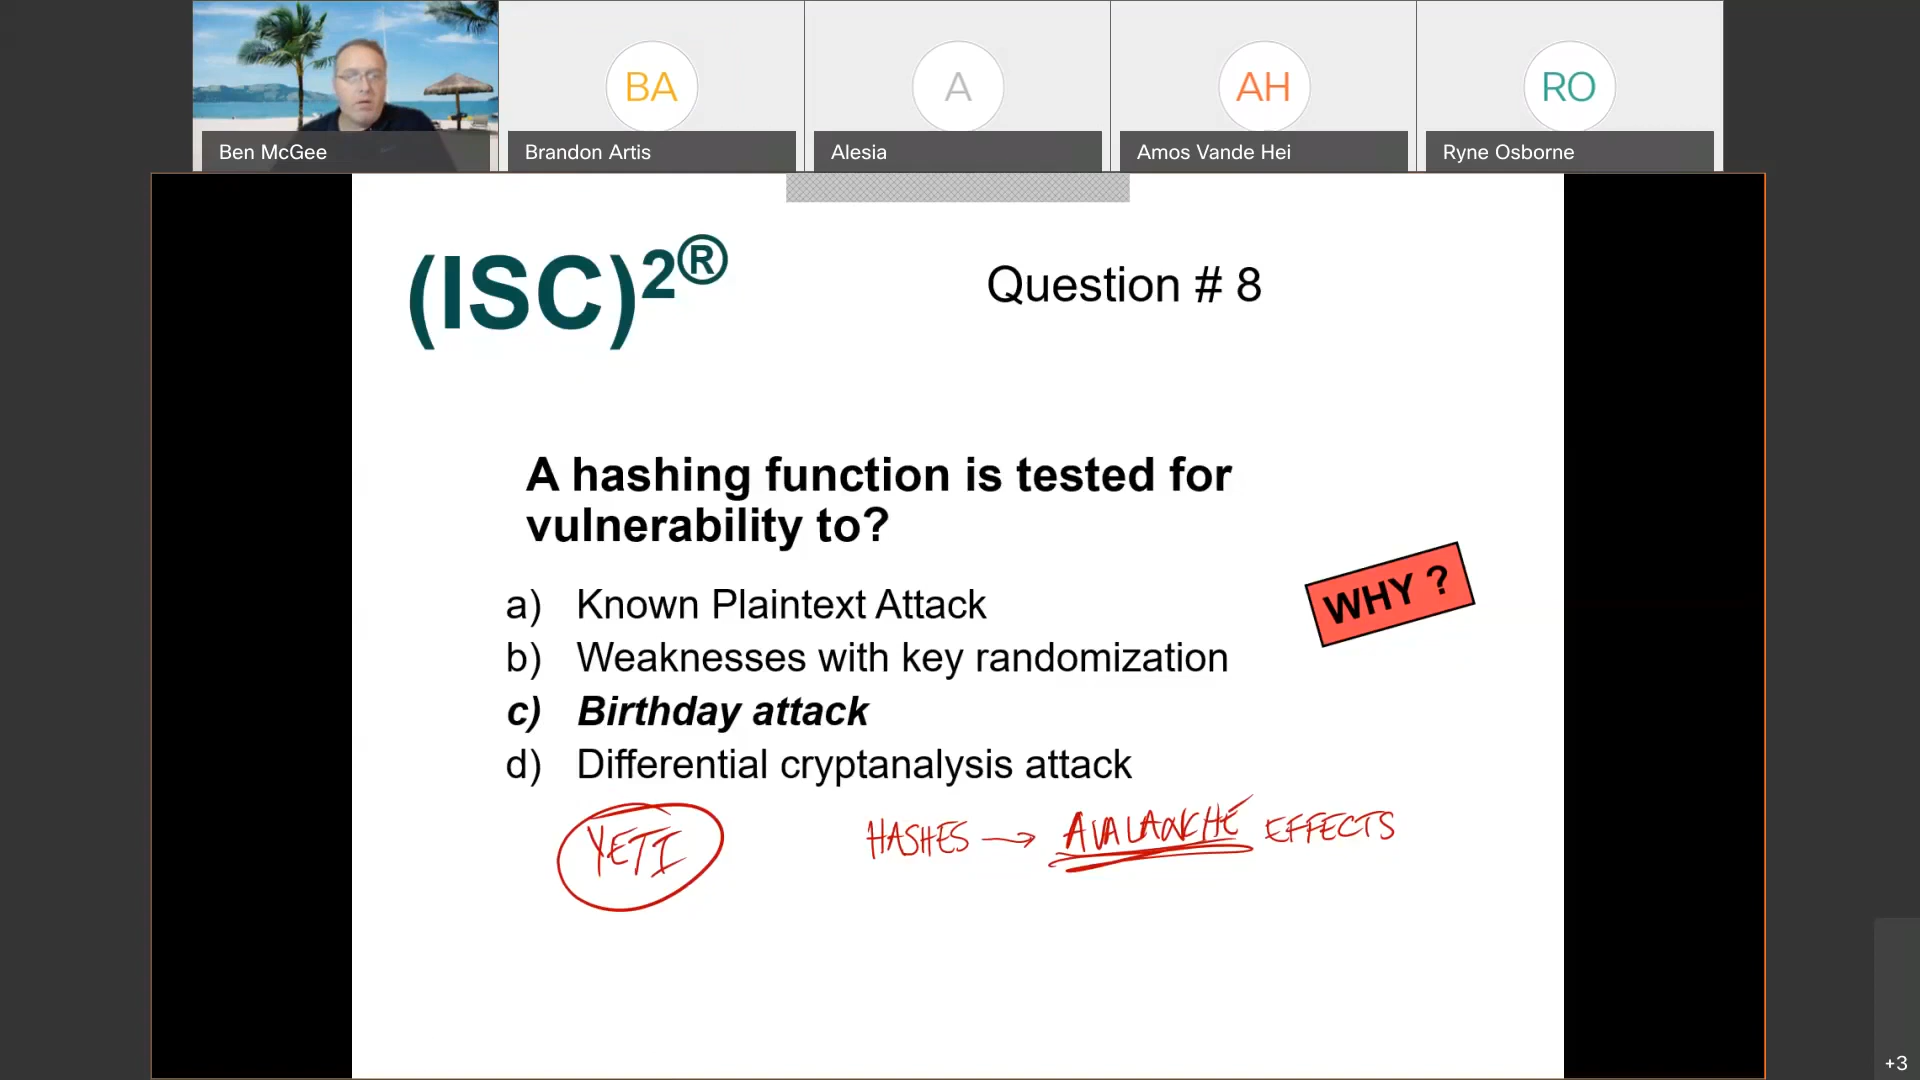 BA
A
AH
RO
Ben McGee
Brandon Artis
Alesia
Amos Vande Hei
Ryne Osborne
(ISC)2®
Question # 8
A hashing function is tested for
vulnerability to?
WHY ?
a) Known Plaintext Attack
b) Weaknesses with key randomization
c) Birthday attack
d) Differential cryptanalysis attack
YETI
HASHES → AVALANCHE EFFECTS
+3